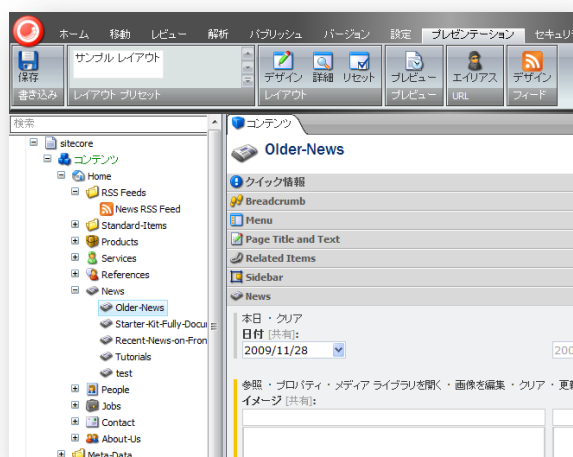 ホーム 移動 レビュー 解析 パブリッシュ バージョン 設定 プレゼンテーション セキュリ
サンプル レイアウト
保存 デザイン 詳細 リセット プレビュー エイリアス デザイン
書き込み レイアウト プリセット レイアウト プレビュー URL フィード
検索
sitecore
コンテンツ
Home
RSS Feeds
News RSS Feed
Standard-Items
Products
Services
References
News
Older-News
Starter-Kit-Fully-Docu
Recent-News-on-Fron
Tutorials
test
People
Jobs
Contact
About-Us
Meta-Data
コンテンツ
Older-News
クイック情報
Breadcrumb
Menu
Page Title and Text
Related Items
Sidebar
News
本日 · クリア
日付 [共有]:
2009/11/28 200
参照 · プロパティ · メディア ライブラリを開く · 画像を編集 · クリア · 更
イメージ [共有]: